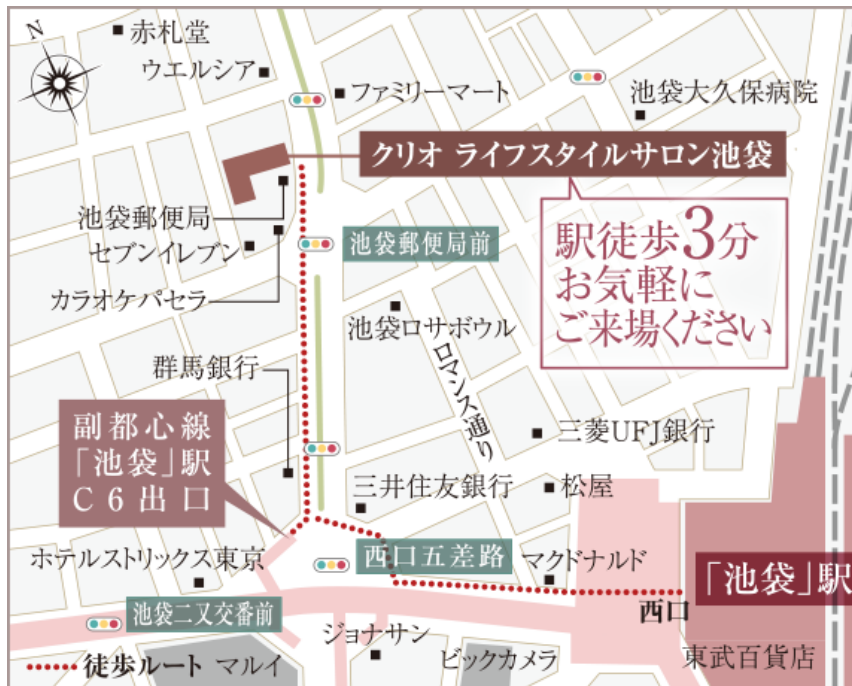 N
赤札堂
ウエルシア
ファミリーマート
池袋大久保病院
クリオ ライフスタイルサロン池袋
駅徒歩3分
お気軽に
ご来場ください
池袋郵便局
セブンイレブン
カラオケパセラ
池袋郵便局前
池袋ロサボウル
ロマンス通り
群馬銀行
副都心線
「池袋」駅
C6出口
三菱UFJ銀行
三井住友銀行
松屋
ホテルストリックス東京
西口五差路
マクドナルド
「池袋」駅
西口
池袋二又交番前
ジョナサン
ビックカメラ
東武百貨店
徒歩ルート
マルイ